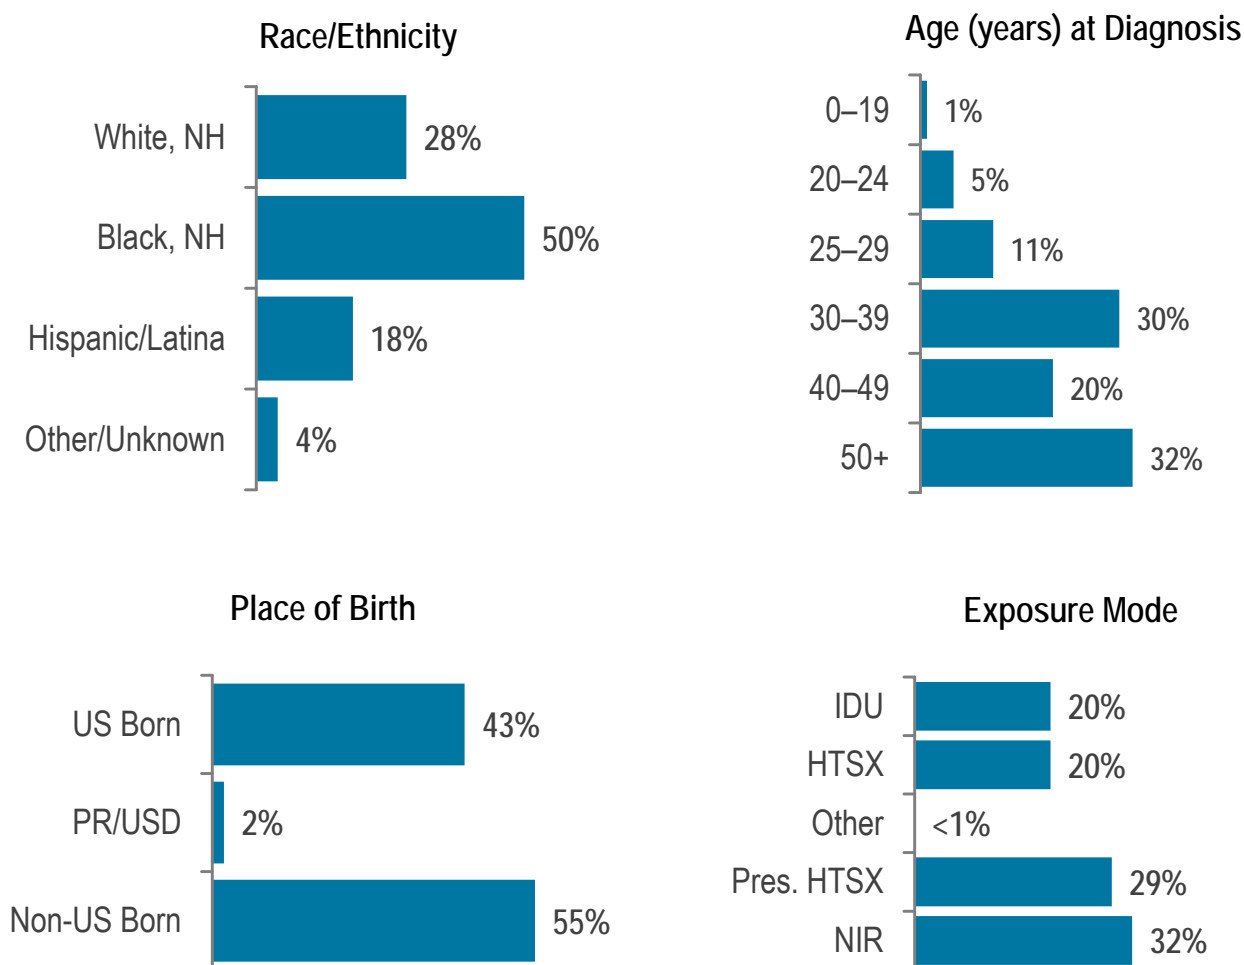 Race/Ethnicity
White, NH 28%
Black, NH 50%
Hispanic/Latina 18%
Other/Unknown 4%
Age (years) at Diagnosis
0–19 1%
20–24 5%
25–29 11%
30–39 30%
40–49 20%
50+ 32%
Place of Birth
US Born 43%
PR/USD 2%
Non-US Born 55%
Exposure Mode
IDU 20%
HTSX 20%
Other <1%
Pres. HTSX 29%
NIR 32%